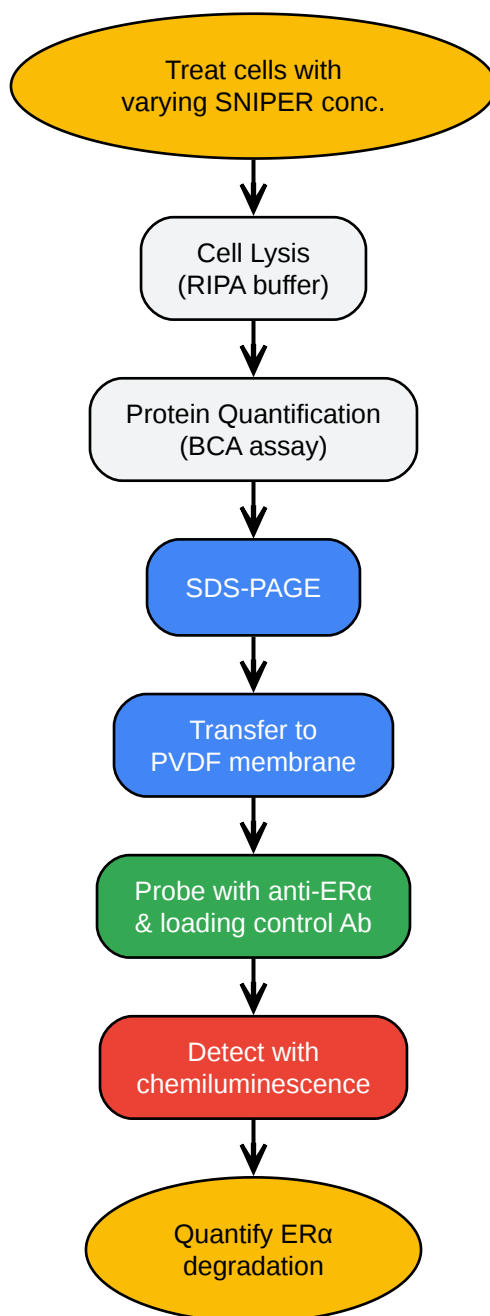 Treat cells with
varying SNIPER conc.
Cell Lysis
(RIPA buffer)
Protein Quantification
(BCA assay)
SDS-PAGE
Transfer to
PVDF membrane
Probe with anti-ERα
& loading control Ab
Detect with
chemiluminescence
Quantify ERα
degradation